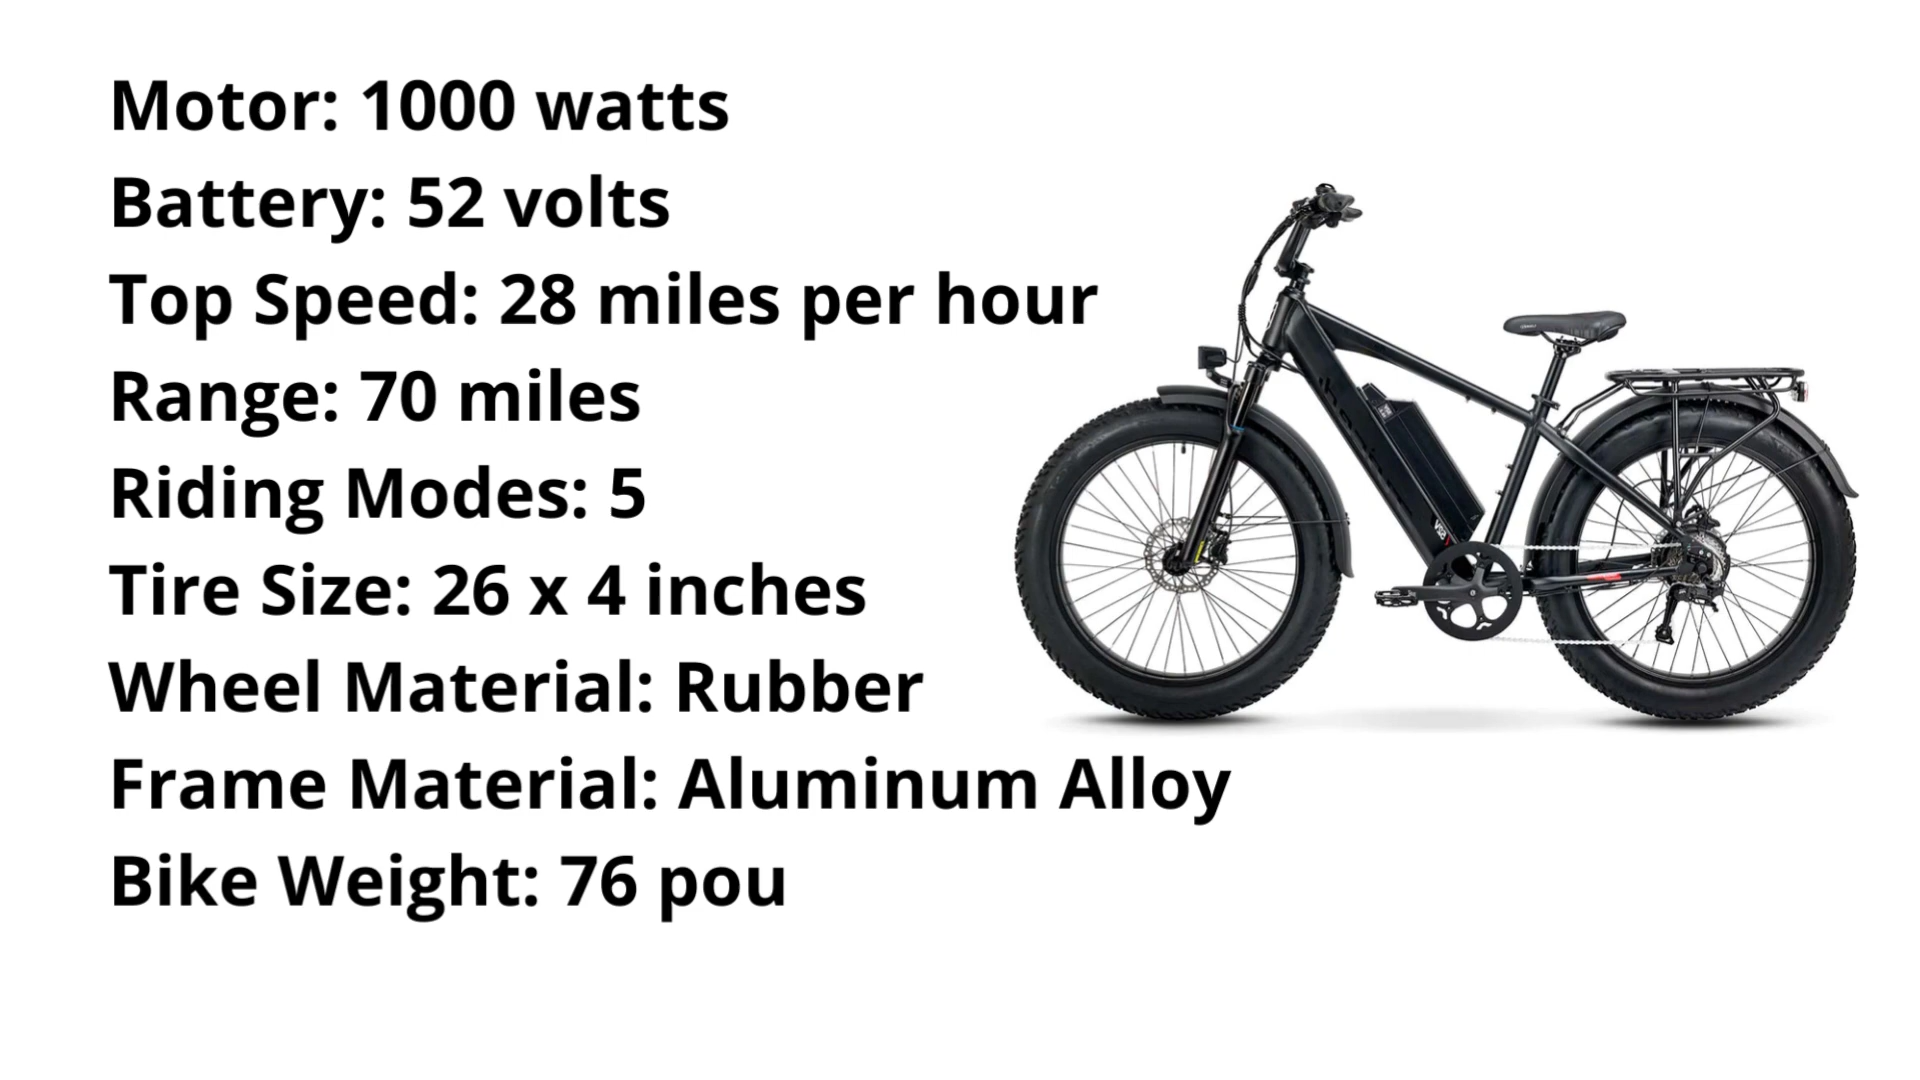 Motor: 1000 watts
Battery: 52 volts
Top Speed: 28 miles per hour
Range: 70 miles
Riding Modes: 5
Tire Size: 26 x 4 inches
Wheel Material: Rubber
Frame Material: Aluminum Alloy
Bike Weight: 76 pou